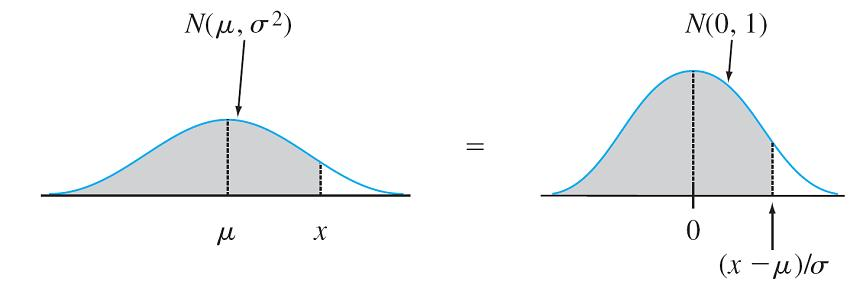 N(μ, σ²)
μ
x
=
N(0, 1)
0
(x − μ)/σ